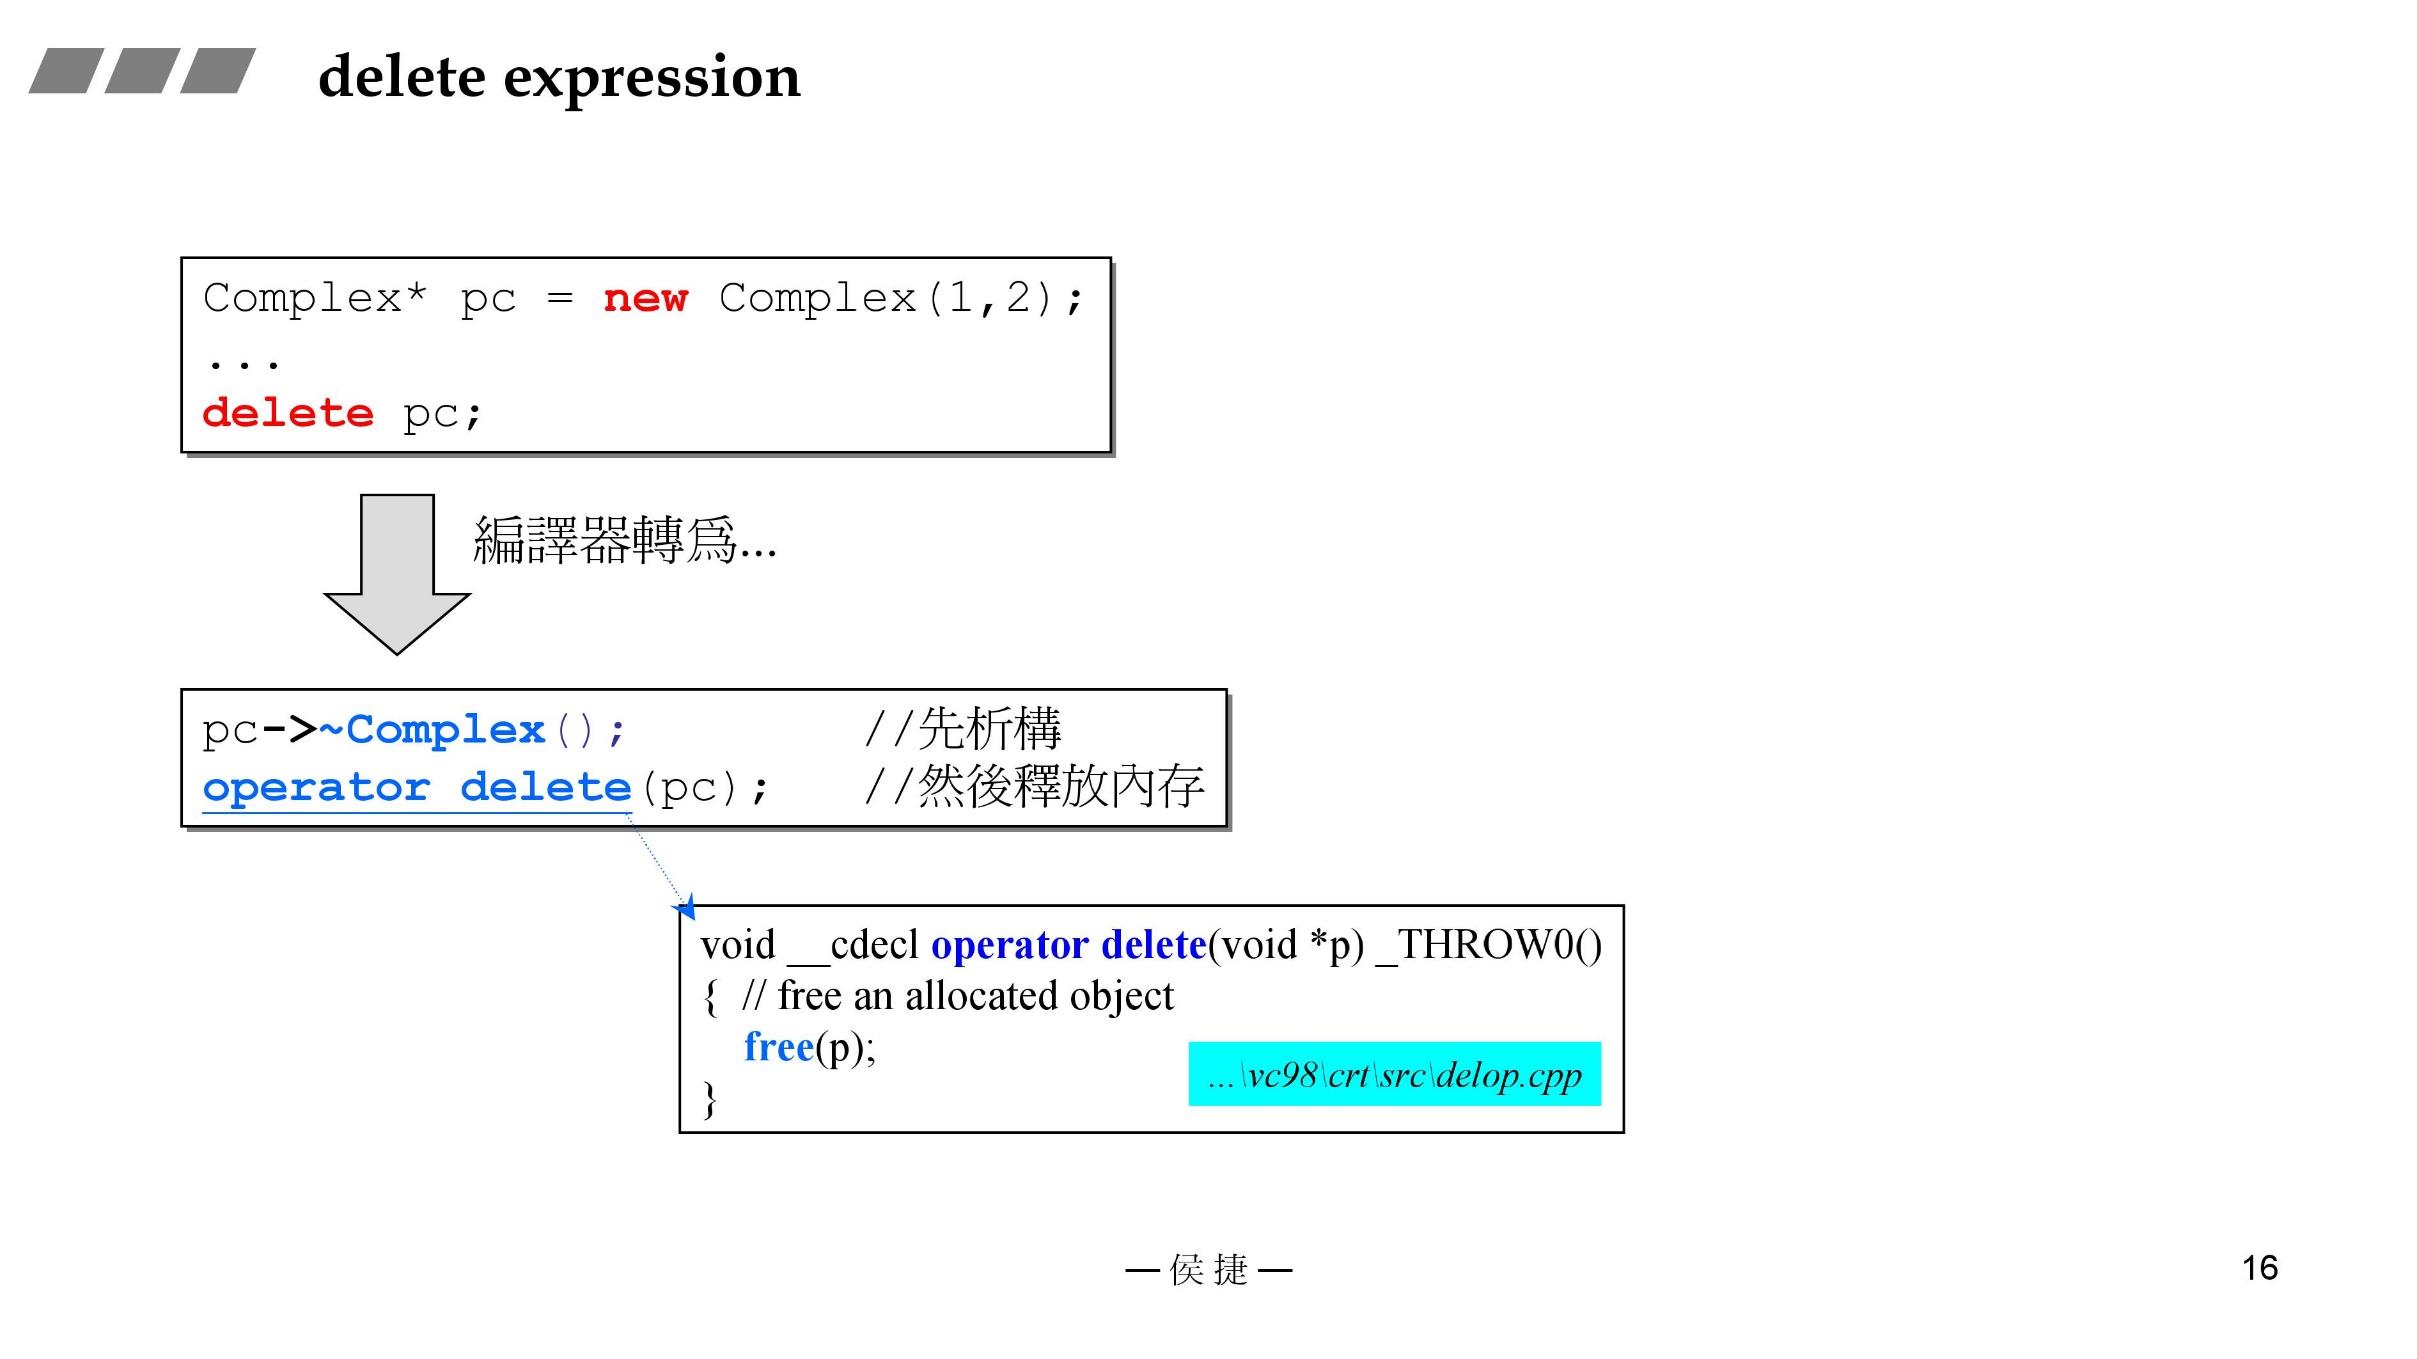 delete expression
Complex* pc = new Complex(1,2);
...
delete pc;
編譯器轉爲...
pc->~Complex(); //先析構
operator delete(pc); //然後釋放內存
void __cdecl operator delete(void *p) _THROW0()
{ // free an allocated object
free(p);
...\vc98\crt\src\delop.cpp
}
— 侯 捷 —
16